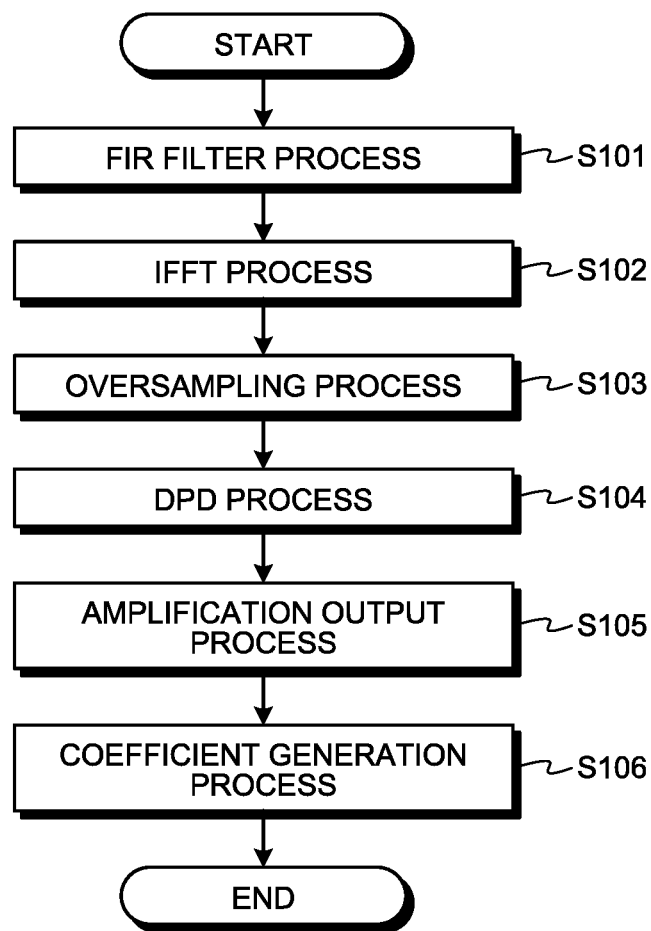 START
FIR FILTER PROCESS
S101
IFFT PROCESS
S102
OVERSAMPLING PROCESS
S103
DPD PROCESS
S104
AMPLIFICATION OUTPUT
PROCESS
S105
COEFFICIENT GENERATION
PROCESS
S106
END